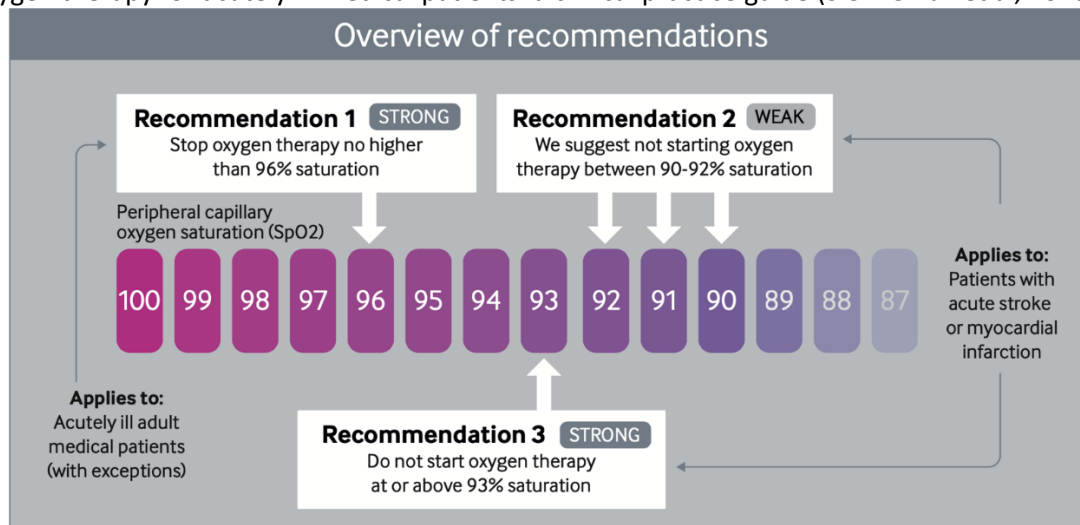 Overview of recommendations
Recommendation 1 STRONG
Stop oxygen therapy no higher
than 96% saturation
Recommendation 2 WEAK
We suggest not starting oxygen
therapy between 90-92% saturation
Peripheral capillary
oxygen saturation (SpO2)
100 99 98 97 96 95 94 93 92 91 90 89 88 87
Applies to:
Patients with
acute stroke
or myocardial
infarction
Applies to:
Acutely ill adult
medical patients
(with exceptions)
Recommendation 3 STRONG
Do not start oxygen therapy
at or above 93% saturation